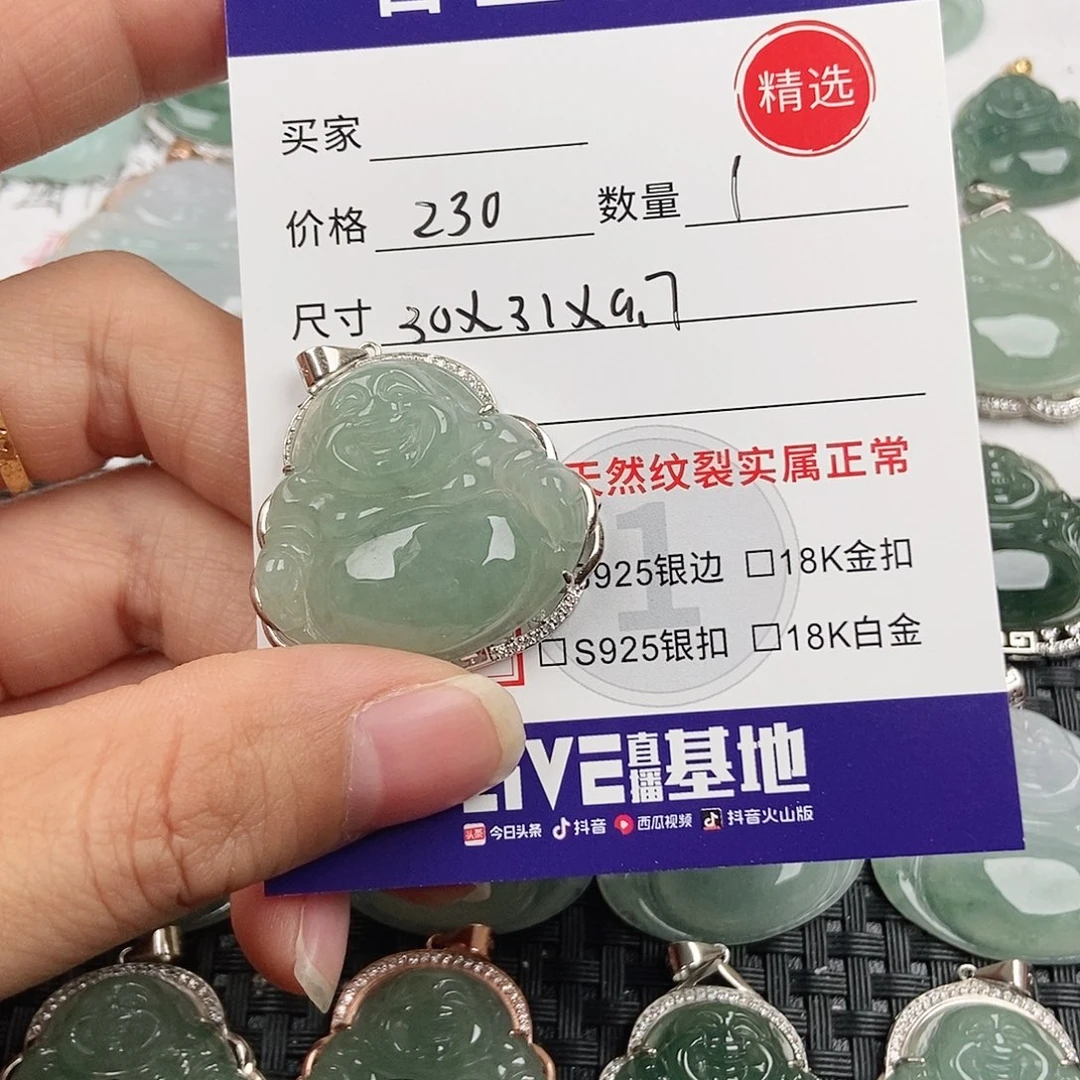 精选
买家
价格 230 数量 1
尺寸 30X31X9.7
天然纹裂实属正常
S925银边 □18K金扣
□S925银扣 □18K白金
1
LIVE直播基地
头条 今日头条 抖音 西瓜视频 抖音火山版